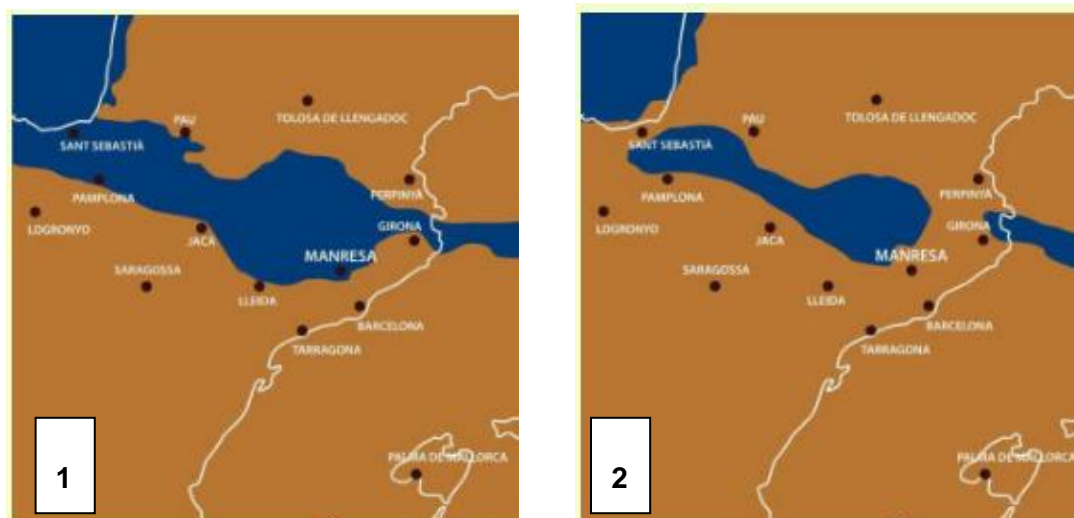 TOLOSA DE LLENGADOC
PAU
SANT SEBASTIÀ
PAMPLONA
PERPINYÀ
LOGRONYO
JACA
GIRONA
MANRESA
SARAGOSSA
LLEIDA
BARCELONA
TARRAGONA
PALMA DE MALLORCA
1
TOLOSA DE LLENGADOC
PAU
SANT SEBASTIÀ
PAMPLONA
PERPINYÀ
LOGRONYO
JACA
GIRONA
MANRESA
SARAGOSSA
LLEIDA
BARCELONA
TARRAGONA
PALMA DE MALLORCA
2